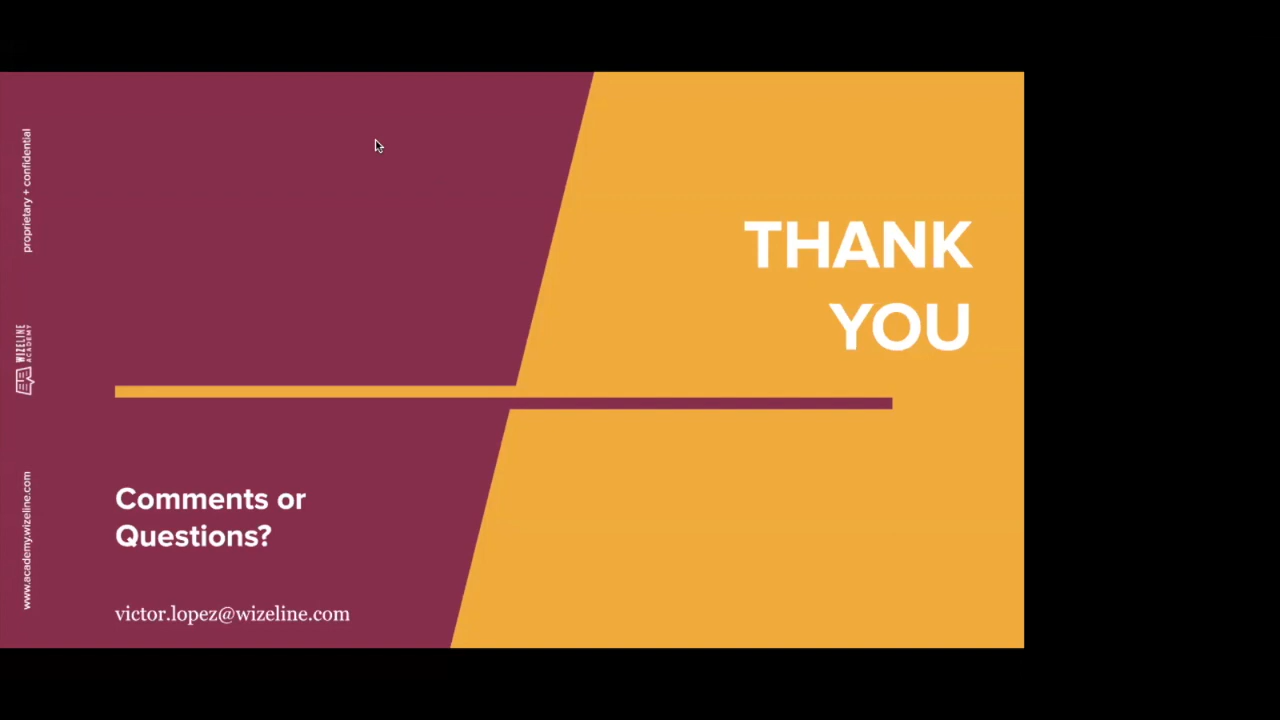 proprietary + confidential
WIZELINE
ACADEMY
www.academy.wizeline.com
THANK
YOU
Comments or
Questions?
victor.lopez@wizeline.com